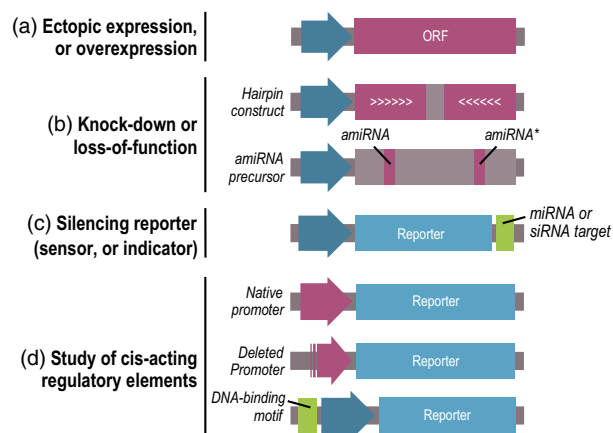 (a) Ectopic expression,
or overexpression
ORF
(b) Knock-down or
loss-of-function
Hairpin
construct
>>>>>> <<<<<<
amiRNA amiRNA*
amiRNA
precursor
(c) Silencing reporter
(sensor, or indicator)
Reporter
miRNA or
siRNA target
(d) Study of cis-acting
regulatory elements
Native
promoter
Reporter
Deleted
Promoter
Reporter
DNA-binding
motif
Reporter